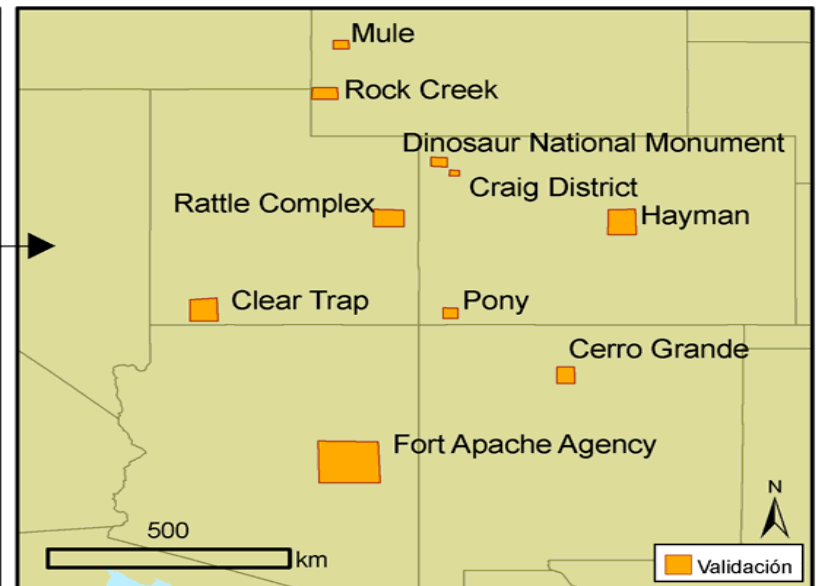 Mule
Rock Creek
Dinosaur National Monument
Craig District
Rattle Complex
Hayman
Clear Trap
Pony
Cerro Grande
Fort Apache Agency
N
500
km
Validación